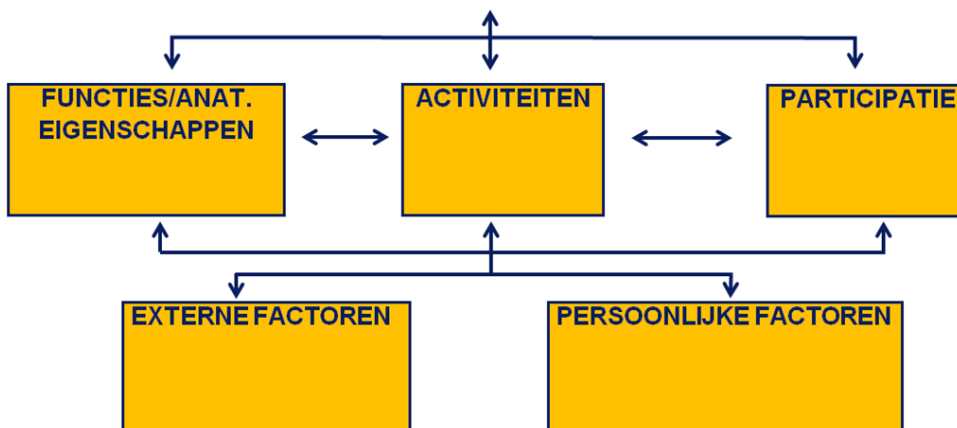 FUNCTIES/ANAT.
EIGENSCHAPPEN
ACTIVITEITEN
PARTICIPATIE
EXTERNE FACTOREN
PERSOONLIJKE FACTOREN